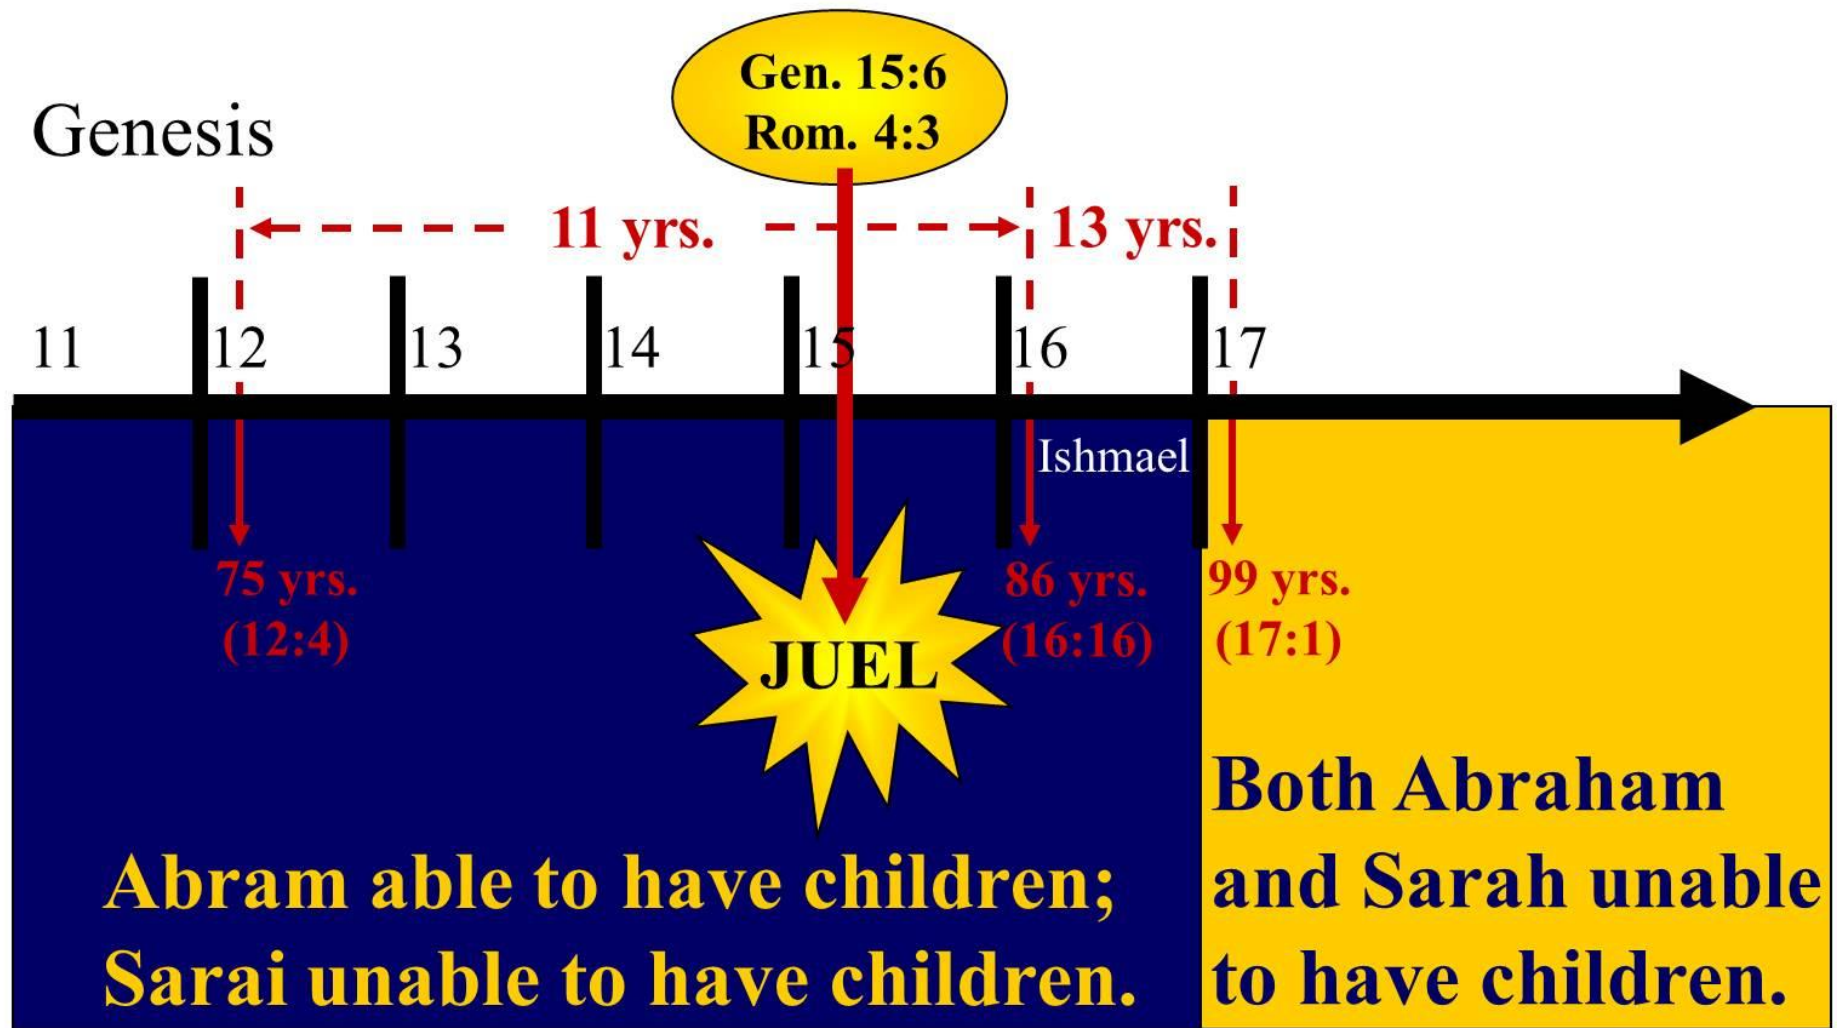 Gen. 15:6
Rom. 4:3
Genesis
11 yrs.
13 yrs.
11
12
13
14
15
16
17
Ishmael
75 yrs.
(12:4)
86 yrs.
(16:16)
99 yrs.
(17:1)
JUEL
Abram able to have children;
Sarai unable to have children.
Both Abraham
and Sarah unable
to have children.